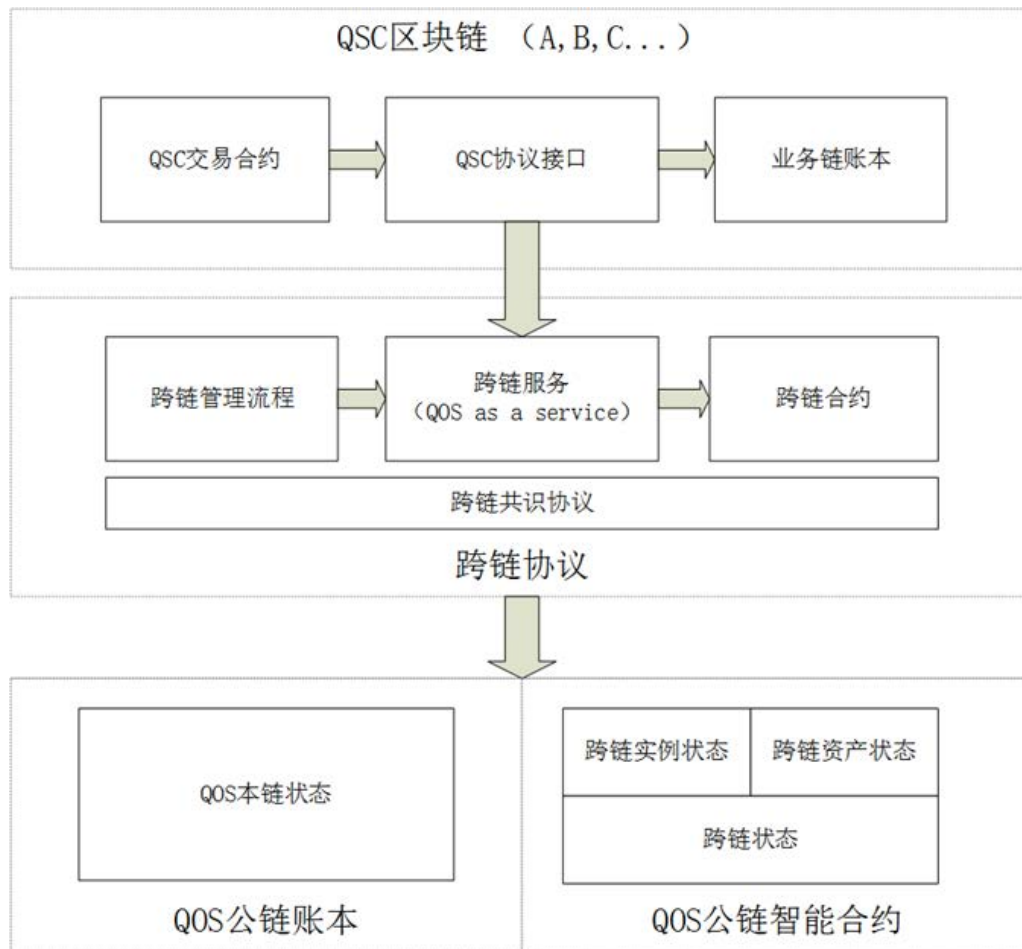 QSC区块链 （A,B,C...）
QSC交易合约
QSC协议接口
业务链账本
跨链管理流程
跨链服务
（QOS as a service）
跨链合约
跨链共识协议
跨链协议
QOS本链状态
跨链实例状态
跨链资产状态
跨链状态
QOS公链账本
QOS公链智能合约